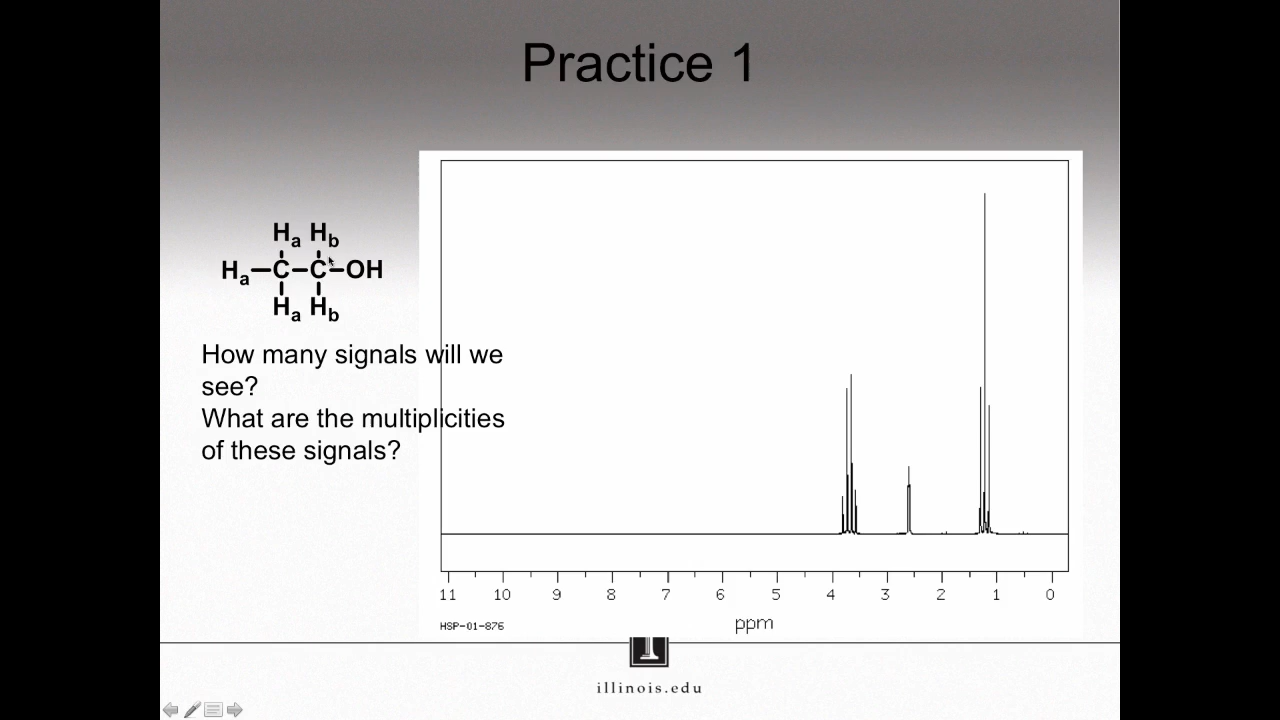 Practice 1
Ha Hb
Ha—C—C—OH
Ha Hb
How many signals will we
see?
What are the multiplicities
of these signals?
11 10 9 8 7 6 5 4 3 2 1 0
HSP-01-876
ppm
I
illinois.edu